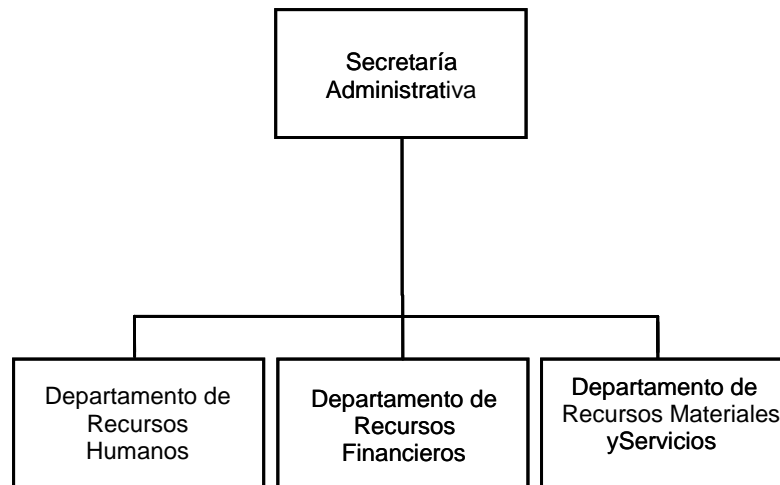 Secretaría
Administrativa
Departamento de
Recursos
Humanos
Departamento de
Recursos
Financieros
Departamento de
Recursos Materiales
yServicios